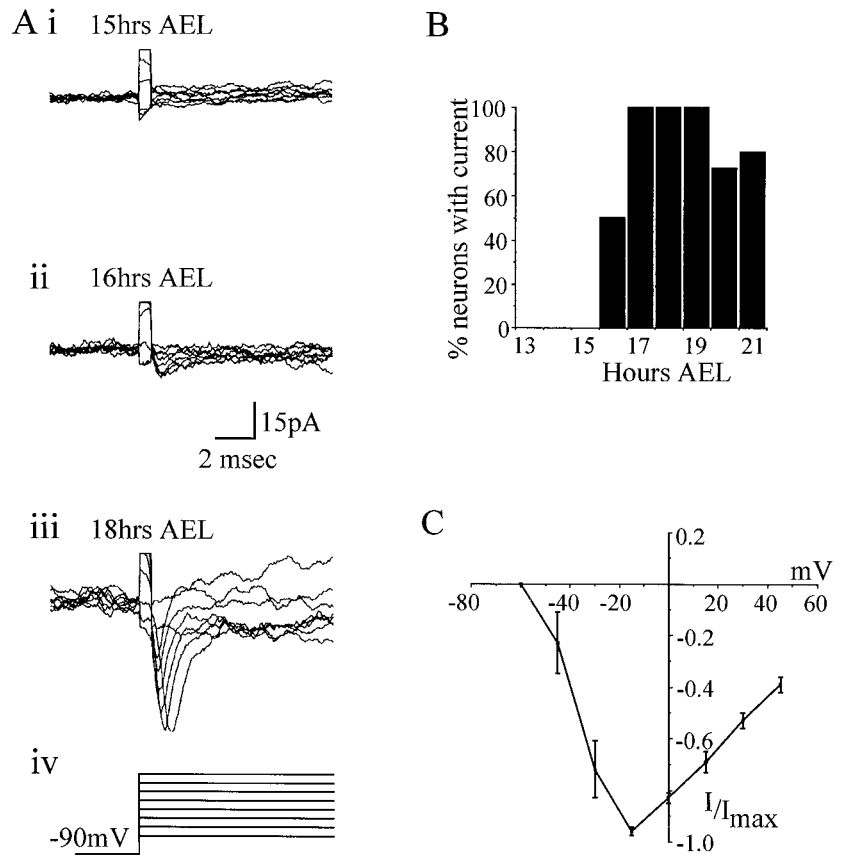 A i 15hrs AEL
ii 16hrs AEL
15pA
2 msec
iii 18hrs AEL
iv
-90mV
B
% neurons with current
100
80
60
40
20
0
13 15 17 19 21
Hours AEL
C
0.2
mV
-80 -40 -20 20 40 60
-0.2
-0.4
-0.6
-0.8
-1.0
I/Imax